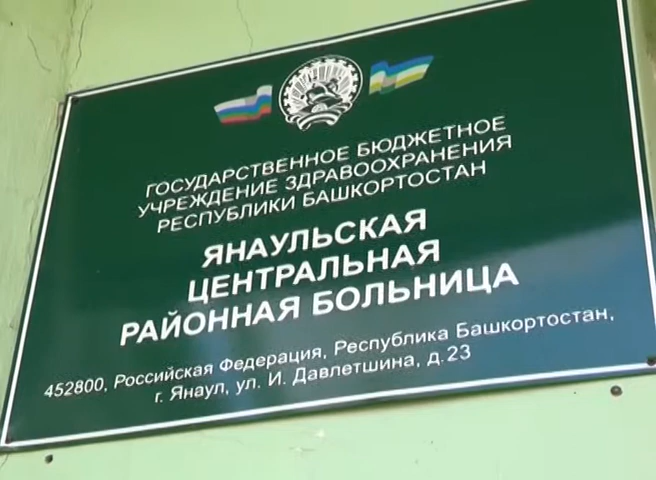 ГОСУДАРСТВЕННОЕ БЮДЖЕТНОЕ
УЧРЕЖДЕНИЕ ЗДРАВООХРАНЕНИЯ
РЕСПУБЛИКИ БАШКОРТОСТАН
ЯНАУЛЬСКАЯ
ЦЕНТРАЛЬНАЯ
РАЙОННАЯ БОЛЬНИЦА
452800, Российская Федерация, Республика Башкортостан,
г. Янаул, ул. И. Давлетшина, д.23